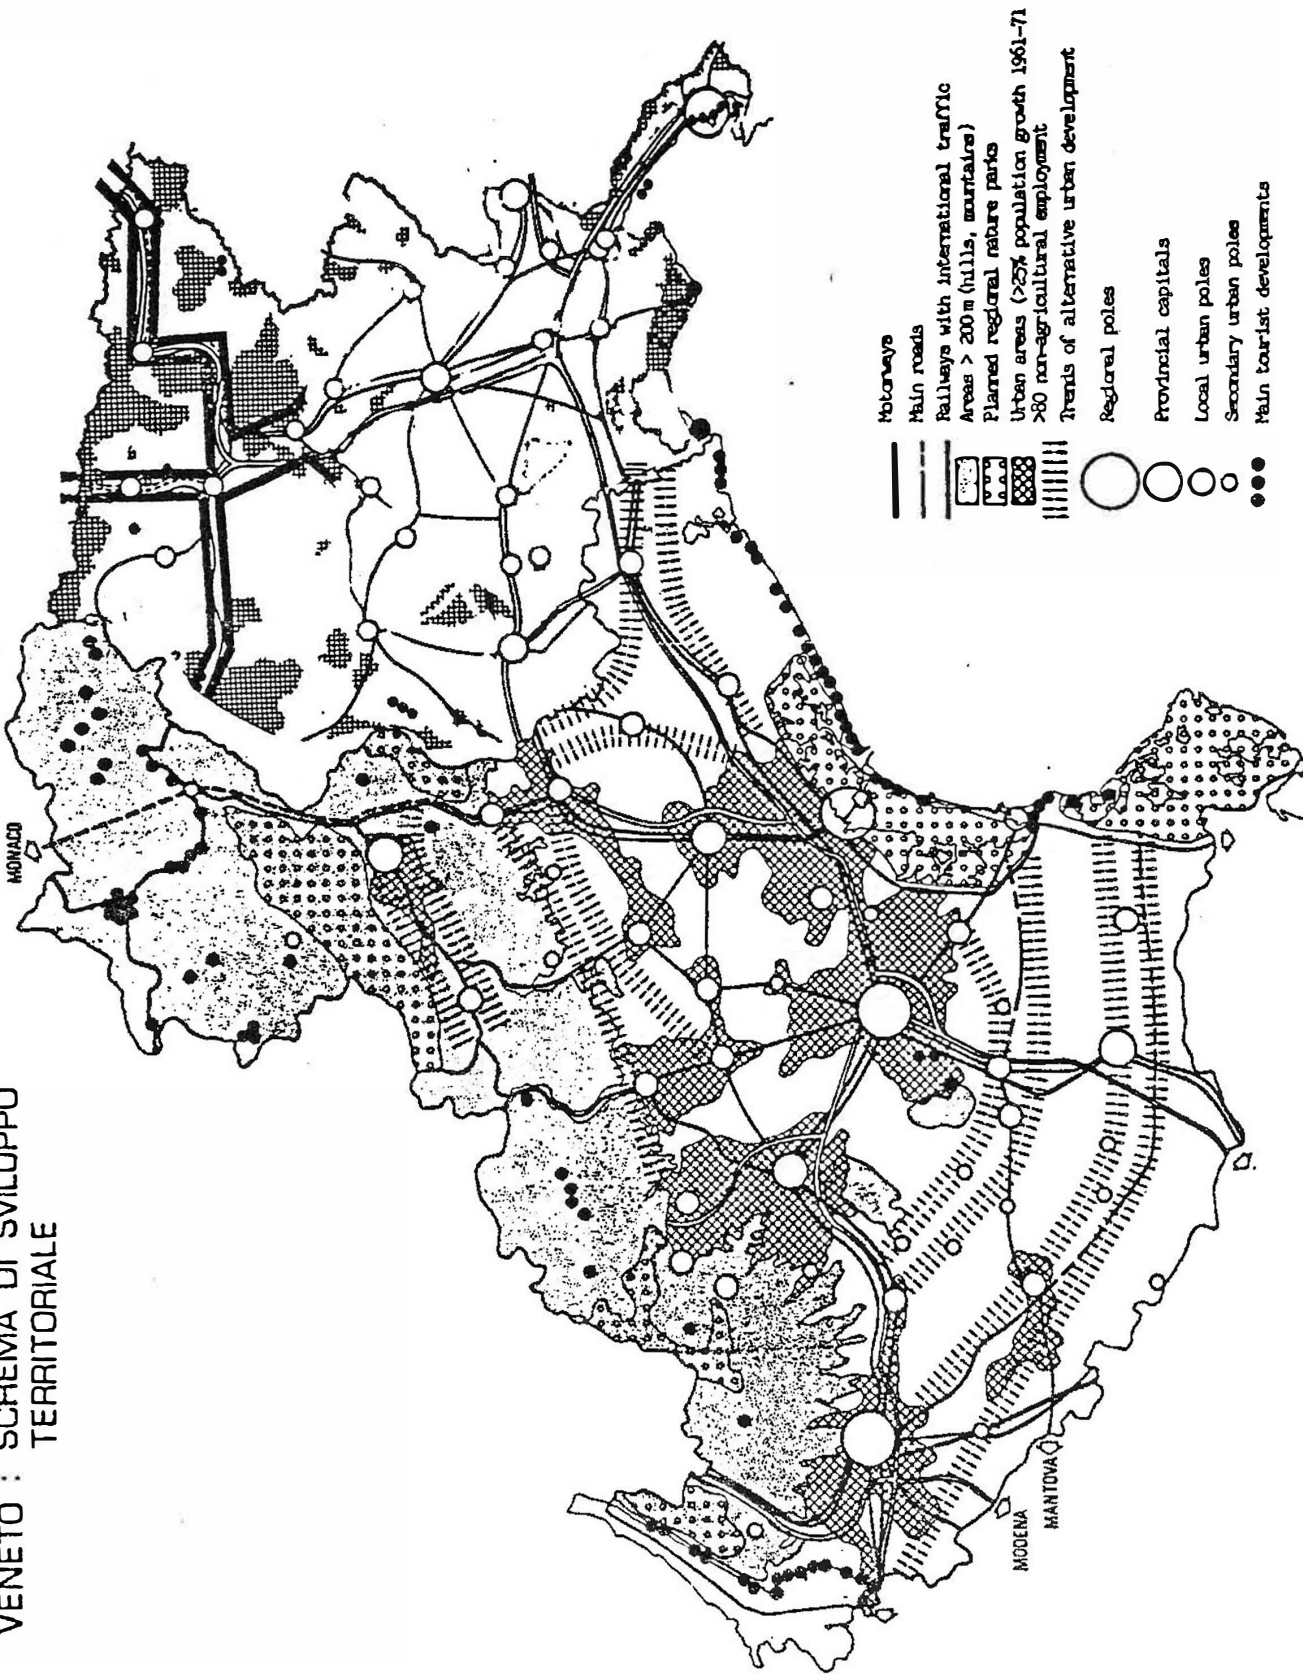 VENETO : SCHEMA DI SVILUPPO
TERRITORIALE
MONACO
MODENA
MANTOVA
Motorways
Main roads
Railways with international traffic
Areas > 200 m (hills, mountains)
Planned regional nature parks
Urban areas (>25% population growth 1961-71
>80 non-agricultural employment
Trends of alternative urban development
Regional poles
Provincial capitals
Local urban poles
Secondary urban poles
Main tourist developments